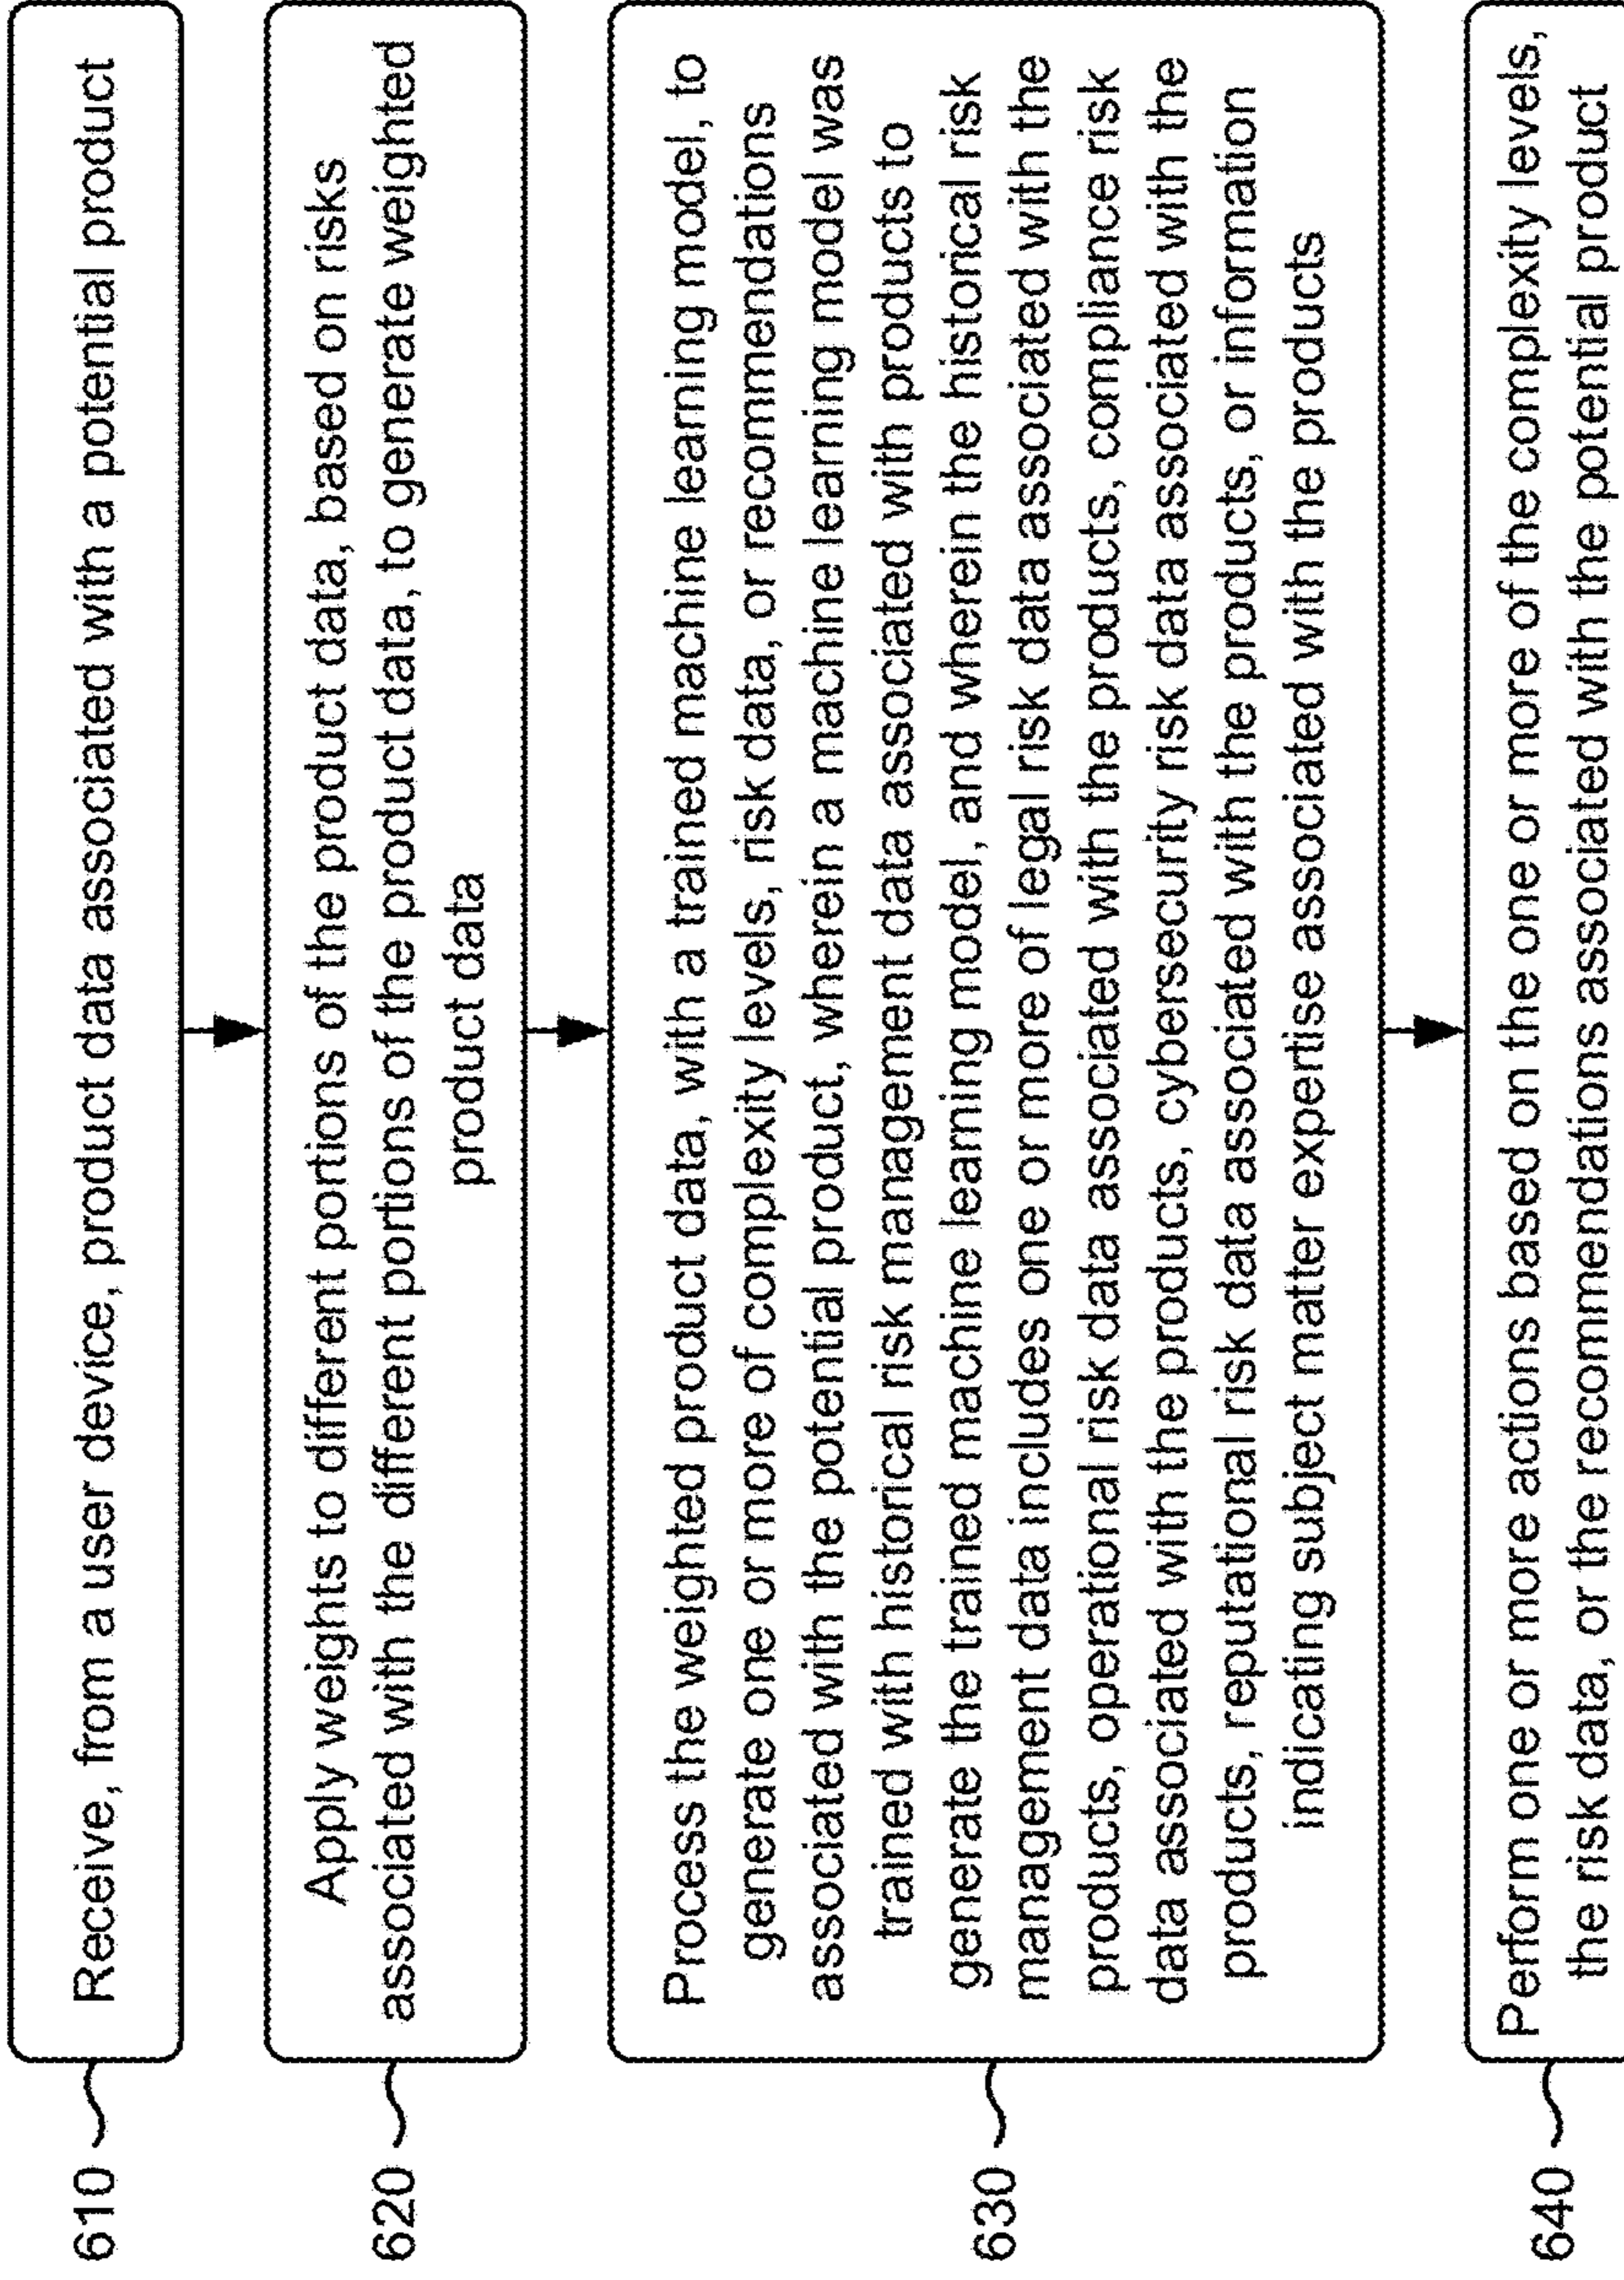 610
Receive, from a user device, product data associated with a potential product
620
Apply weights to different portions of the product data, based on risks
associated with the different portions of the product data, to generate weighted
product data
630
Process the weighted product data, with a trained machine learning model, to
generate one or more of complexity levels, risk data, or recommendations
associated with the potential product, wherein a machine learning model was
trained with historical risk management data associated with products to
generate the trained machine learning model, and wherein the historical risk
management data includes one or more of legal risk data associated with the
products, operational risk data associated with the products, compliance risk
data associated with the products, cybersecurity risk data associated with the
products, reputational risk data associated with the products, or information
indicating subject matter expertise associated with the products
640
Perform one or more actions based on the one or more of the complexity levels,
the risk data, or the recommendations associated with the potential product